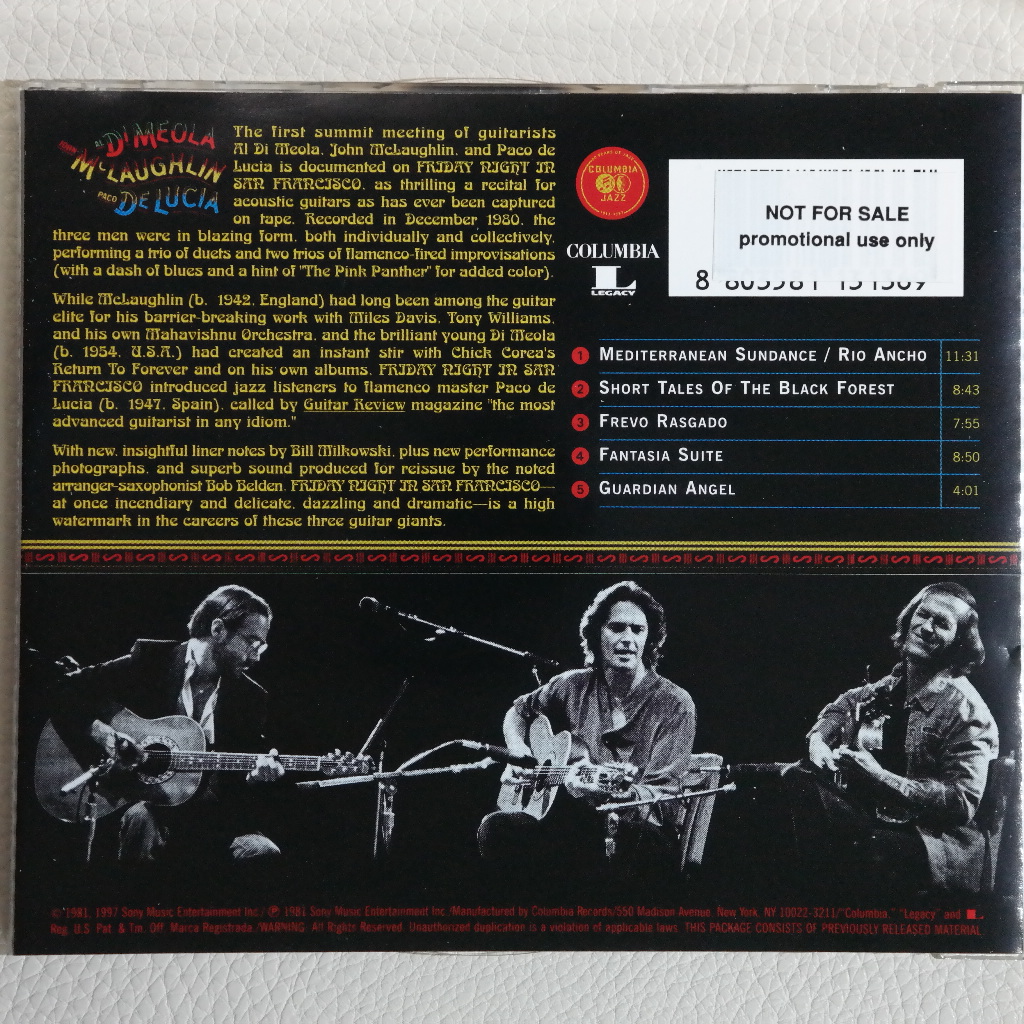 AL DI MEOLA
JOHN McLAUGHLIN
PACO DE LUCIA
The first summit meeting of guitarists
Al Di Meola, John McLaughlin, and Paco de
Lucia is documented on FRIDAY NIGHT IN
SAN FRANCISCO, as thrilling a recital for
acoustic guitars as has ever been captured
on tape. Recorded in December 1980, the
three men were in blazing form, both individually and collectively,
performing a trio of duets and two trios of flamenco-fired improvisations
(with a dash of blues and a hint of "The Pink Panther" for added color).
While McLaughlin (b. 1942, England) had long been among the guitar
elite for his barrier-breaking work with Miles Davis, Tony Williams,
and his own Mahavishnu Orchestra, and the brilliant young Di Meola
(b. 1954, U.S.A.) had created an instant stir with Chick Corea's
Return To Forever and on his own albums, FRIDAY NIGHT IN SAN
FRANCISCO introduced jazz listeners to flamenco master Paco de
Lucia (b. 1947, Spain), called by Guitar Review magazine "the most
advanced guitarist in any idiom."
With new, insightful liner notes by Bill Milkowski, plus new performance
photographs, and superb sound produced for reissue by the noted
arranger-saxophonist Bob Belden, FRIDAY NIGHT IN SAN FRANCISCO—
at once incendiary and delicate, dazzling and dramatic—is a high
watermark in the careers of these three guitar giants.
COLUMBIA
JAZZ
COLUMBIA
L
LEGACY
NOT FOR SALE
promotional use only
1 MEDITERRANEAN SUNDANCE / RIO ANCHO 11:31
2 SHORT TALES OF THE BLACK FOREST 8:43
3 FREVO RASGADO 7:55
4 FANTASIA SUITE 8:50
5 GUARDIAN ANGEL 4:01
© 1981, 1997 Sony Music Entertainment Inc./ ℗ 1981 Sony Music Entertainment Inc./Manufactured by Columbia Records/550 Madison Avenue, New York, NY 10022-3211/"Columbia," "Legacy" and L
Reg. U.S. Pat. & Tm. Off. Marca Registrada./WARNING: All Rights Reserved. Unauthorized duplication is a violation of applicable laws. THIS PACKAGE CONSISTS OF PREVIOUSLY RELEASED MATERIAL.